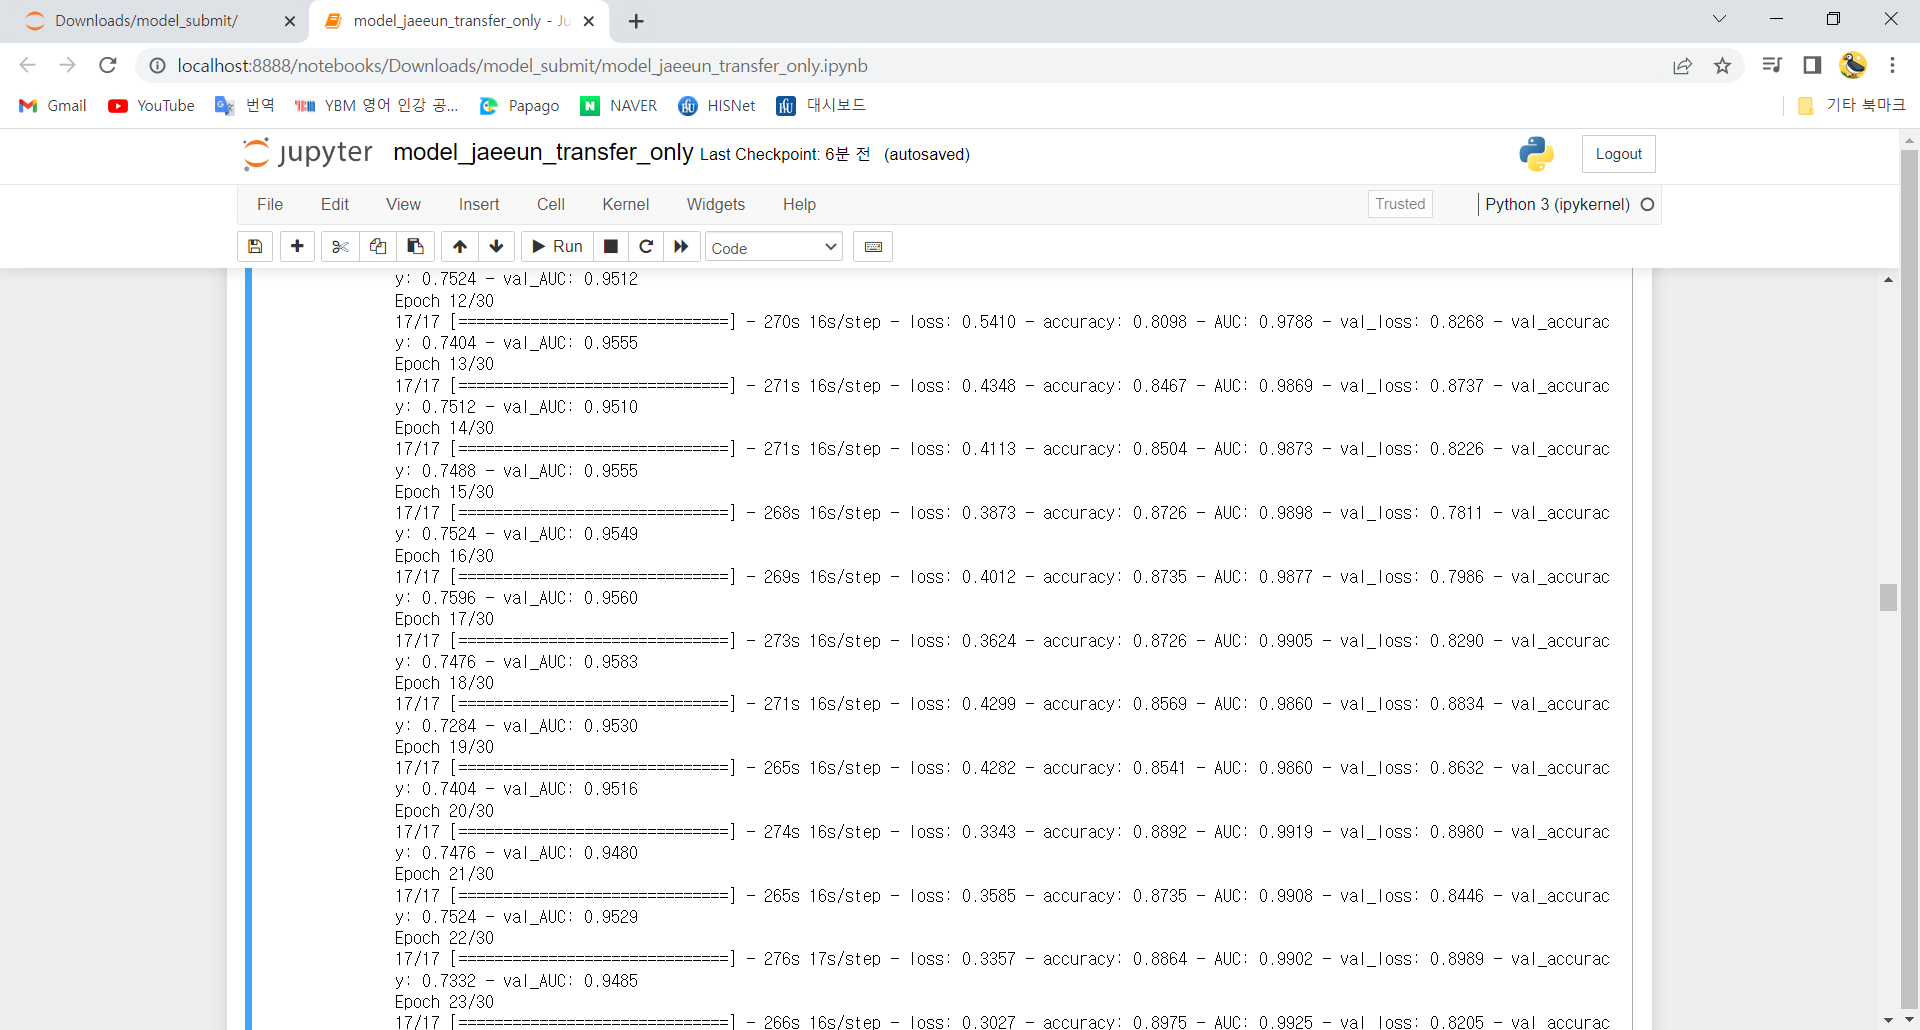 Downloads/model_submit/
model_jaeeun_transfer_only - Ju
localhost:8888/notebooks/Downloads/model_submit/model_jaeeun_transfer_only.ipynb
Gmail YouTube 번역 YBM 영어 인강 공... Papago NAVER HISNet 대시보드 기타 북마크
jupyter model_jaeeun_transfer_only Last Checkpoint: 6분 전 (autosaved) Logout
File Edit View Insert Cell Kernel Widgets Help Trusted Python 3 (ipykernel)
Run Code
y: 0.7524 - val_AUC: 0.9512
Epoch 12/30
17/17 [==============================] - 270s 16s/step - loss: 0.5410 - accuracy: 0.8098 - AUC: 0.9788 - val_loss: 0.8268 - val_accurac
y: 0.7404 - val_AUC: 0.9555
Epoch 13/30
17/17 [==============================] - 271s 16s/step - loss: 0.4348 - accuracy: 0.8467 - AUC: 0.9869 - val_loss: 0.8737 - val_accurac
y: 0.7512 - val_AUC: 0.9510
Epoch 14/30
17/17 [==============================] - 271s 16s/step - loss: 0.4113 - accuracy: 0.8504 - AUC: 0.9873 - val_loss: 0.8226 - val_accurac
y: 0.7488 - val_AUC: 0.9555
Epoch 15/30
17/17 [==============================] - 268s 16s/step - loss: 0.3873 - accuracy: 0.8726 - AUC: 0.9898 - val_loss: 0.7811 - val_accurac
y: 0.7524 - val_AUC: 0.9549
Epoch 16/30
17/17 [==============================] - 269s 16s/step - loss: 0.4012 - accuracy: 0.8735 - AUC: 0.9877 - val_loss: 0.7986 - val_accurac
y: 0.7596 - val_AUC: 0.9560
Epoch 17/30
17/17 [==============================] - 273s 16s/step - loss: 0.3624 - accuracy: 0.8726 - AUC: 0.9905 - val_loss: 0.8290 - val_accurac
y: 0.7476 - val_AUC: 0.9583
Epoch 18/30
17/17 [==============================] - 271s 16s/step - loss: 0.4299 - accuracy: 0.8569 - AUC: 0.9860 - val_loss: 0.8834 - val_accurac
y: 0.7284 - val_AUC: 0.9530
Epoch 19/30
17/17 [==============================] - 265s 16s/step - loss: 0.4282 - accuracy: 0.8541 - AUC: 0.9860 - val_loss: 0.8632 - val_accurac
y: 0.7404 - val_AUC: 0.9516
Epoch 20/30
17/17 [==============================] - 274s 16s/step - loss: 0.3343 - accuracy: 0.8892 - AUC: 0.9919 - val_loss: 0.8980 - val_accurac
y: 0.7476 - val_AUC: 0.9480
Epoch 21/30
17/17 [==============================] - 265s 16s/step - loss: 0.3585 - accuracy: 0.8735 - AUC: 0.9908 - val_loss: 0.8446 - val_accurac
y: 0.7524 - val_AUC: 0.9529
Epoch 22/30
17/17 [==============================] - 276s 17s/step - loss: 0.3357 - accuracy: 0.8864 - AUC: 0.9902 - val_loss: 0.8989 - val_accurac
y: 0.7332 - val_AUC: 0.9485
Epoch 23/30
17/17 [==============================] - 266s 16s/step - loss: 0.3027 - accuracy: 0.8975 - AUC: 0.9925 - val_loss: 0.8205 - val_accurac